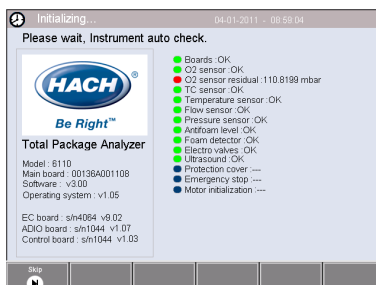 Initializing... 04-01-2011 - 08:59:04
Please wait, Instrument auto check.
HACH
Be Right™
Total Package Analyzer
Model : 6110
Main board : 00136A001108
Software : v3.00
Operating system : v1.05
EC board : s/n4064 v9.02
ADIO board : s/n1044 v1.07
Control board : s/n1044 v1.03
Boards :OK
O2 sensor :OK
O2 sensor residual :110.8199 mbar
TC sensor :OK
Temperature sensor :OK
Flow sensor :OK
Pressure sensor :OK
Antifoam level :OK
Foam detector :OK
Electro valves :OK
Ultrasound :OK
Protection cover :---
Emergency stop :---
Motor initialization :---
Skip